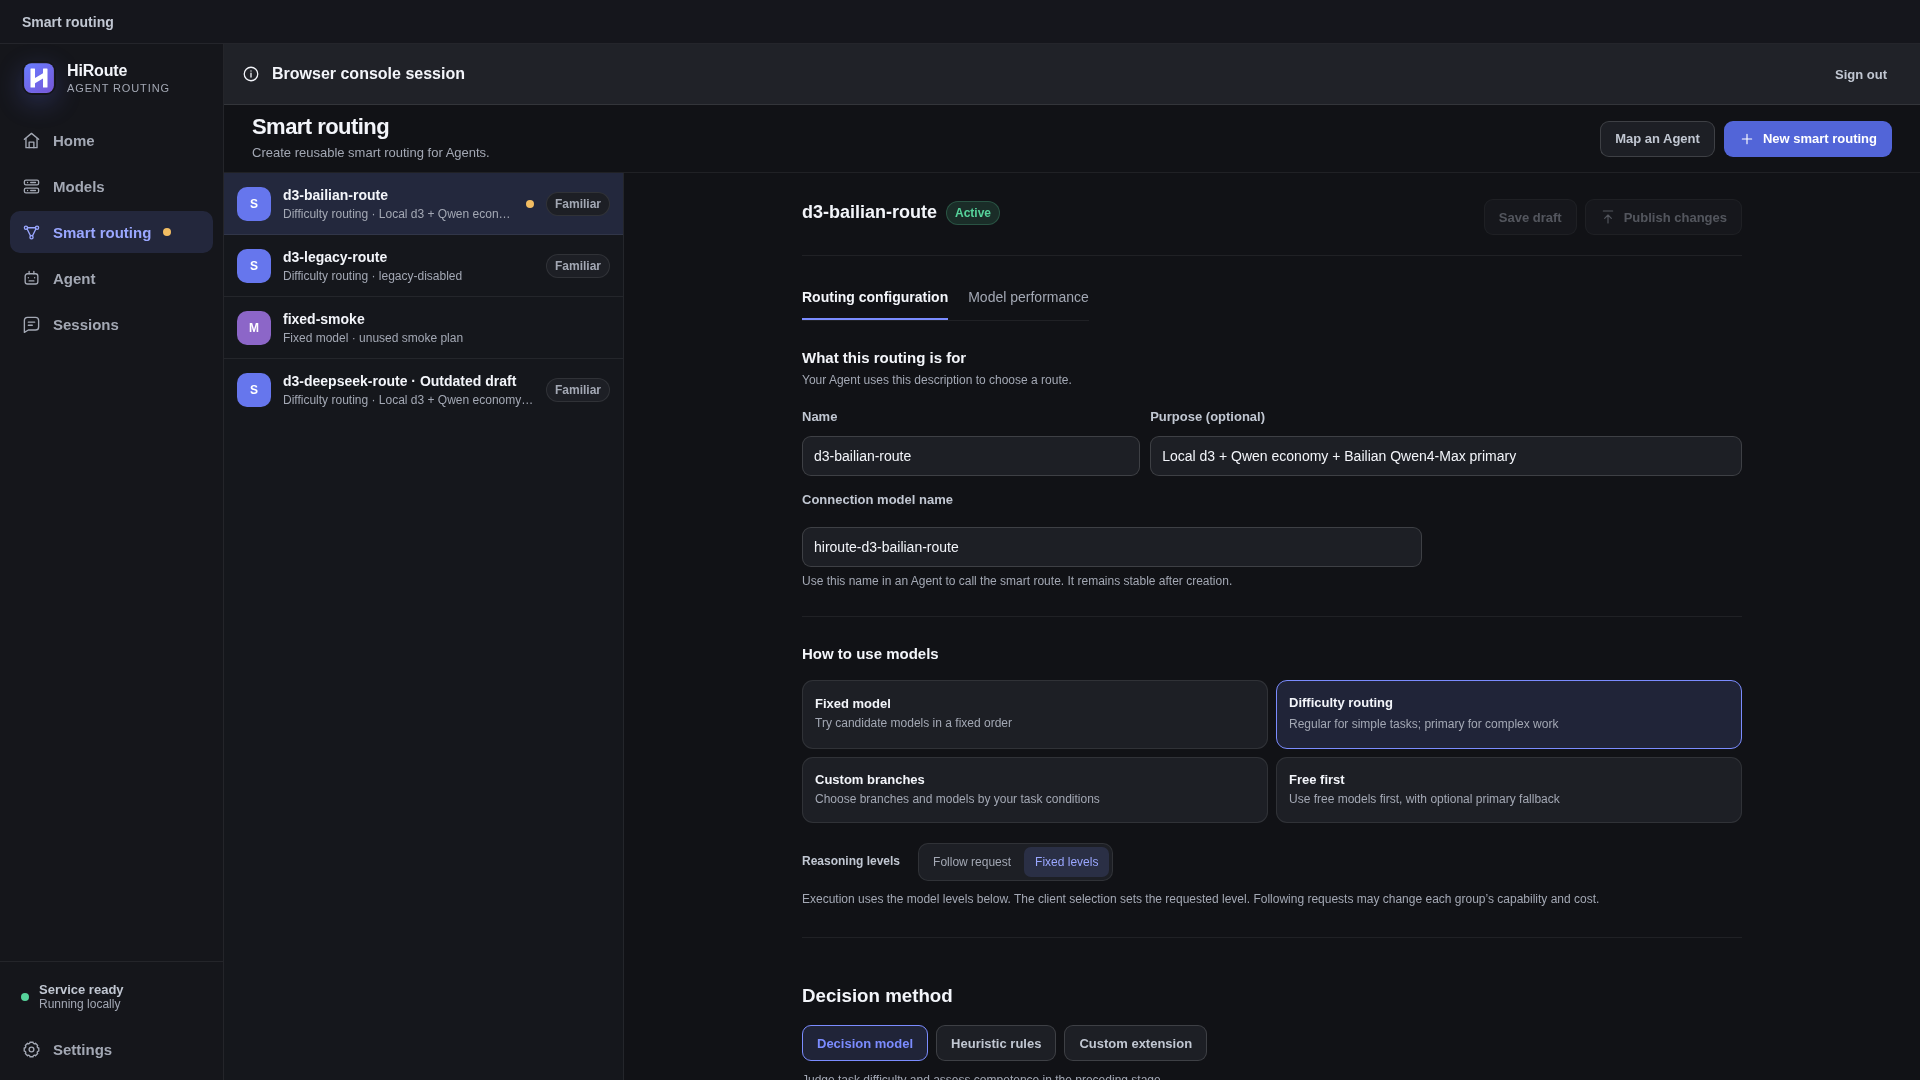 Smart routing
HiRoute
AGENT ROUTING
Home
Models
Smart routing
Agent
Sessions
Service ready
Running locally
Settings
Browser console session
Sign out
Smart routing
Create reusable smart routing for Agents.
Map an Agent
New smart routing
S
d3-bailian-route
Difficulty routing · Local d3 + Qwen econ…
Familiar
S
d3-legacy-route
Difficulty routing · legacy-disabled
Familiar
M
fixed-smoke
Fixed model · unused smoke plan
S
d3-deepseek-route · Outdated draft
Difficulty routing · Local d3 + Qwen economy…
Familiar
d3-bailian-route
Active
Save draft
Publish changes
Routing configuration
Model performance
What this routing is for
Your Agent uses this description to choose a route.
Name
Purpose (optional)
d3-bailian-route
Local d3 + Qwen economy + Bailian Qwen4-Max primary
Connection model name
hiroute-d3-bailian-route
Use this name in an Agent to call the smart route. It remains stable after creation.
How to use models
Fixed model
Try candidate models in a fixed order
Difficulty routing
Regular for simple tasks; primary for complex work
Custom branches
Choose branches and models by your task conditions
Free first
Use free models first, with optional primary fallback
Reasoning levels
Follow request
Fixed levels
Execution uses the model levels below. The client selection sets the requested level. Following requests may change each group's capability and cost.
Decision method
Decision model
Heuristic rules
Custom extension
Judge task difficulty and assess competence in the preceding stage